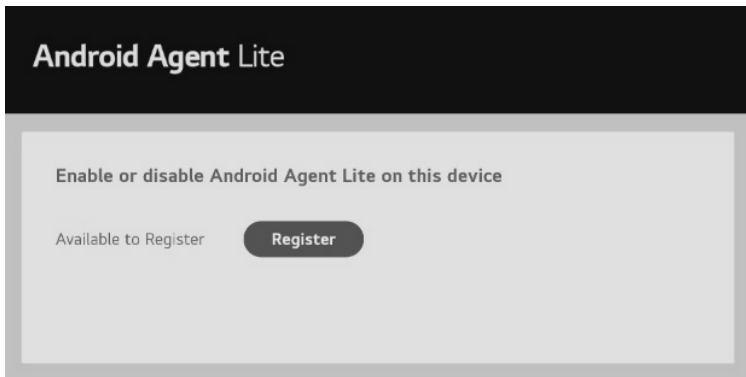 Android Agent Lite
Enable or disable Android Agent Lite on this device
Available to Register
Register